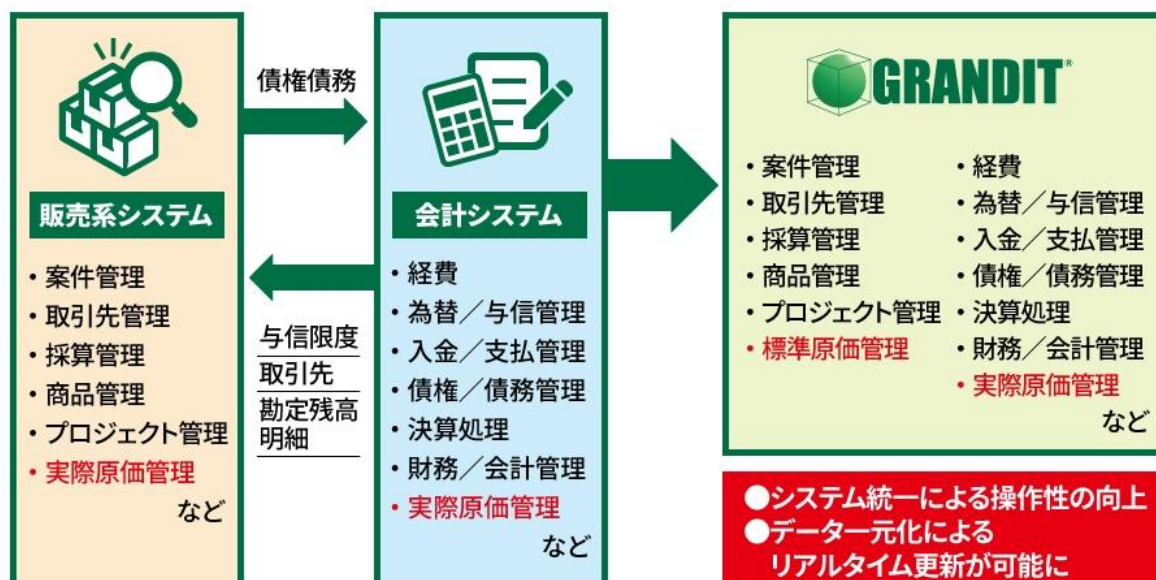 販売系システム
・案件管理
・取引先管理
・採算管理
・商品管理
・プロジェクト管理
・実際原価管理
など
債権債務
与信限度
取引先
勘定残高
明細
会計システム
・経費
・為替／与信管理
・入金／支払管理
・債権／債務管理
・決算処理
・財務／会計管理
・実際原価管理
など
GRANDIT®
・案件管理
・取引先管理
・採算管理
・商品管理
・プロジェクト管理
・標準原価管理
・経費
・為替／与信管理
・入金／支払管理
・債権／債務管理
・決算処理
・財務／会計管理
・実際原価管理
など
●システム統一による操作性の向上
●データ一元化による
リアルタイム更新が可能に